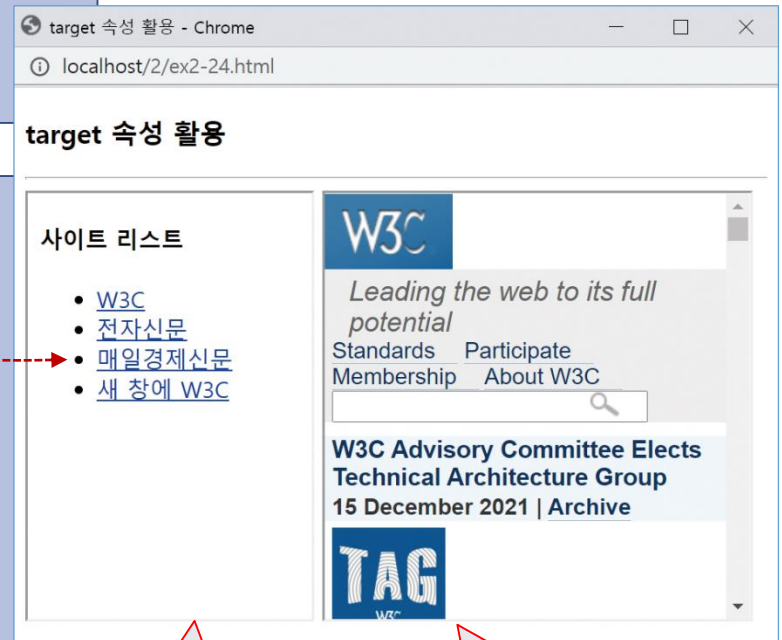 target 속성 활용 - Chrome
localhost/2/ex2-24.html
target 속성 활용
사이트 리스트
W3C
전자신문
매일경제신문
새 창에 W3C
W3C
Leading the web to its full
potential
Standards Participate
Membership About W3C
W3C Advisory Committee Elects
Technical Architecture Group
15 December 2021 | Archive
TAG
W3C